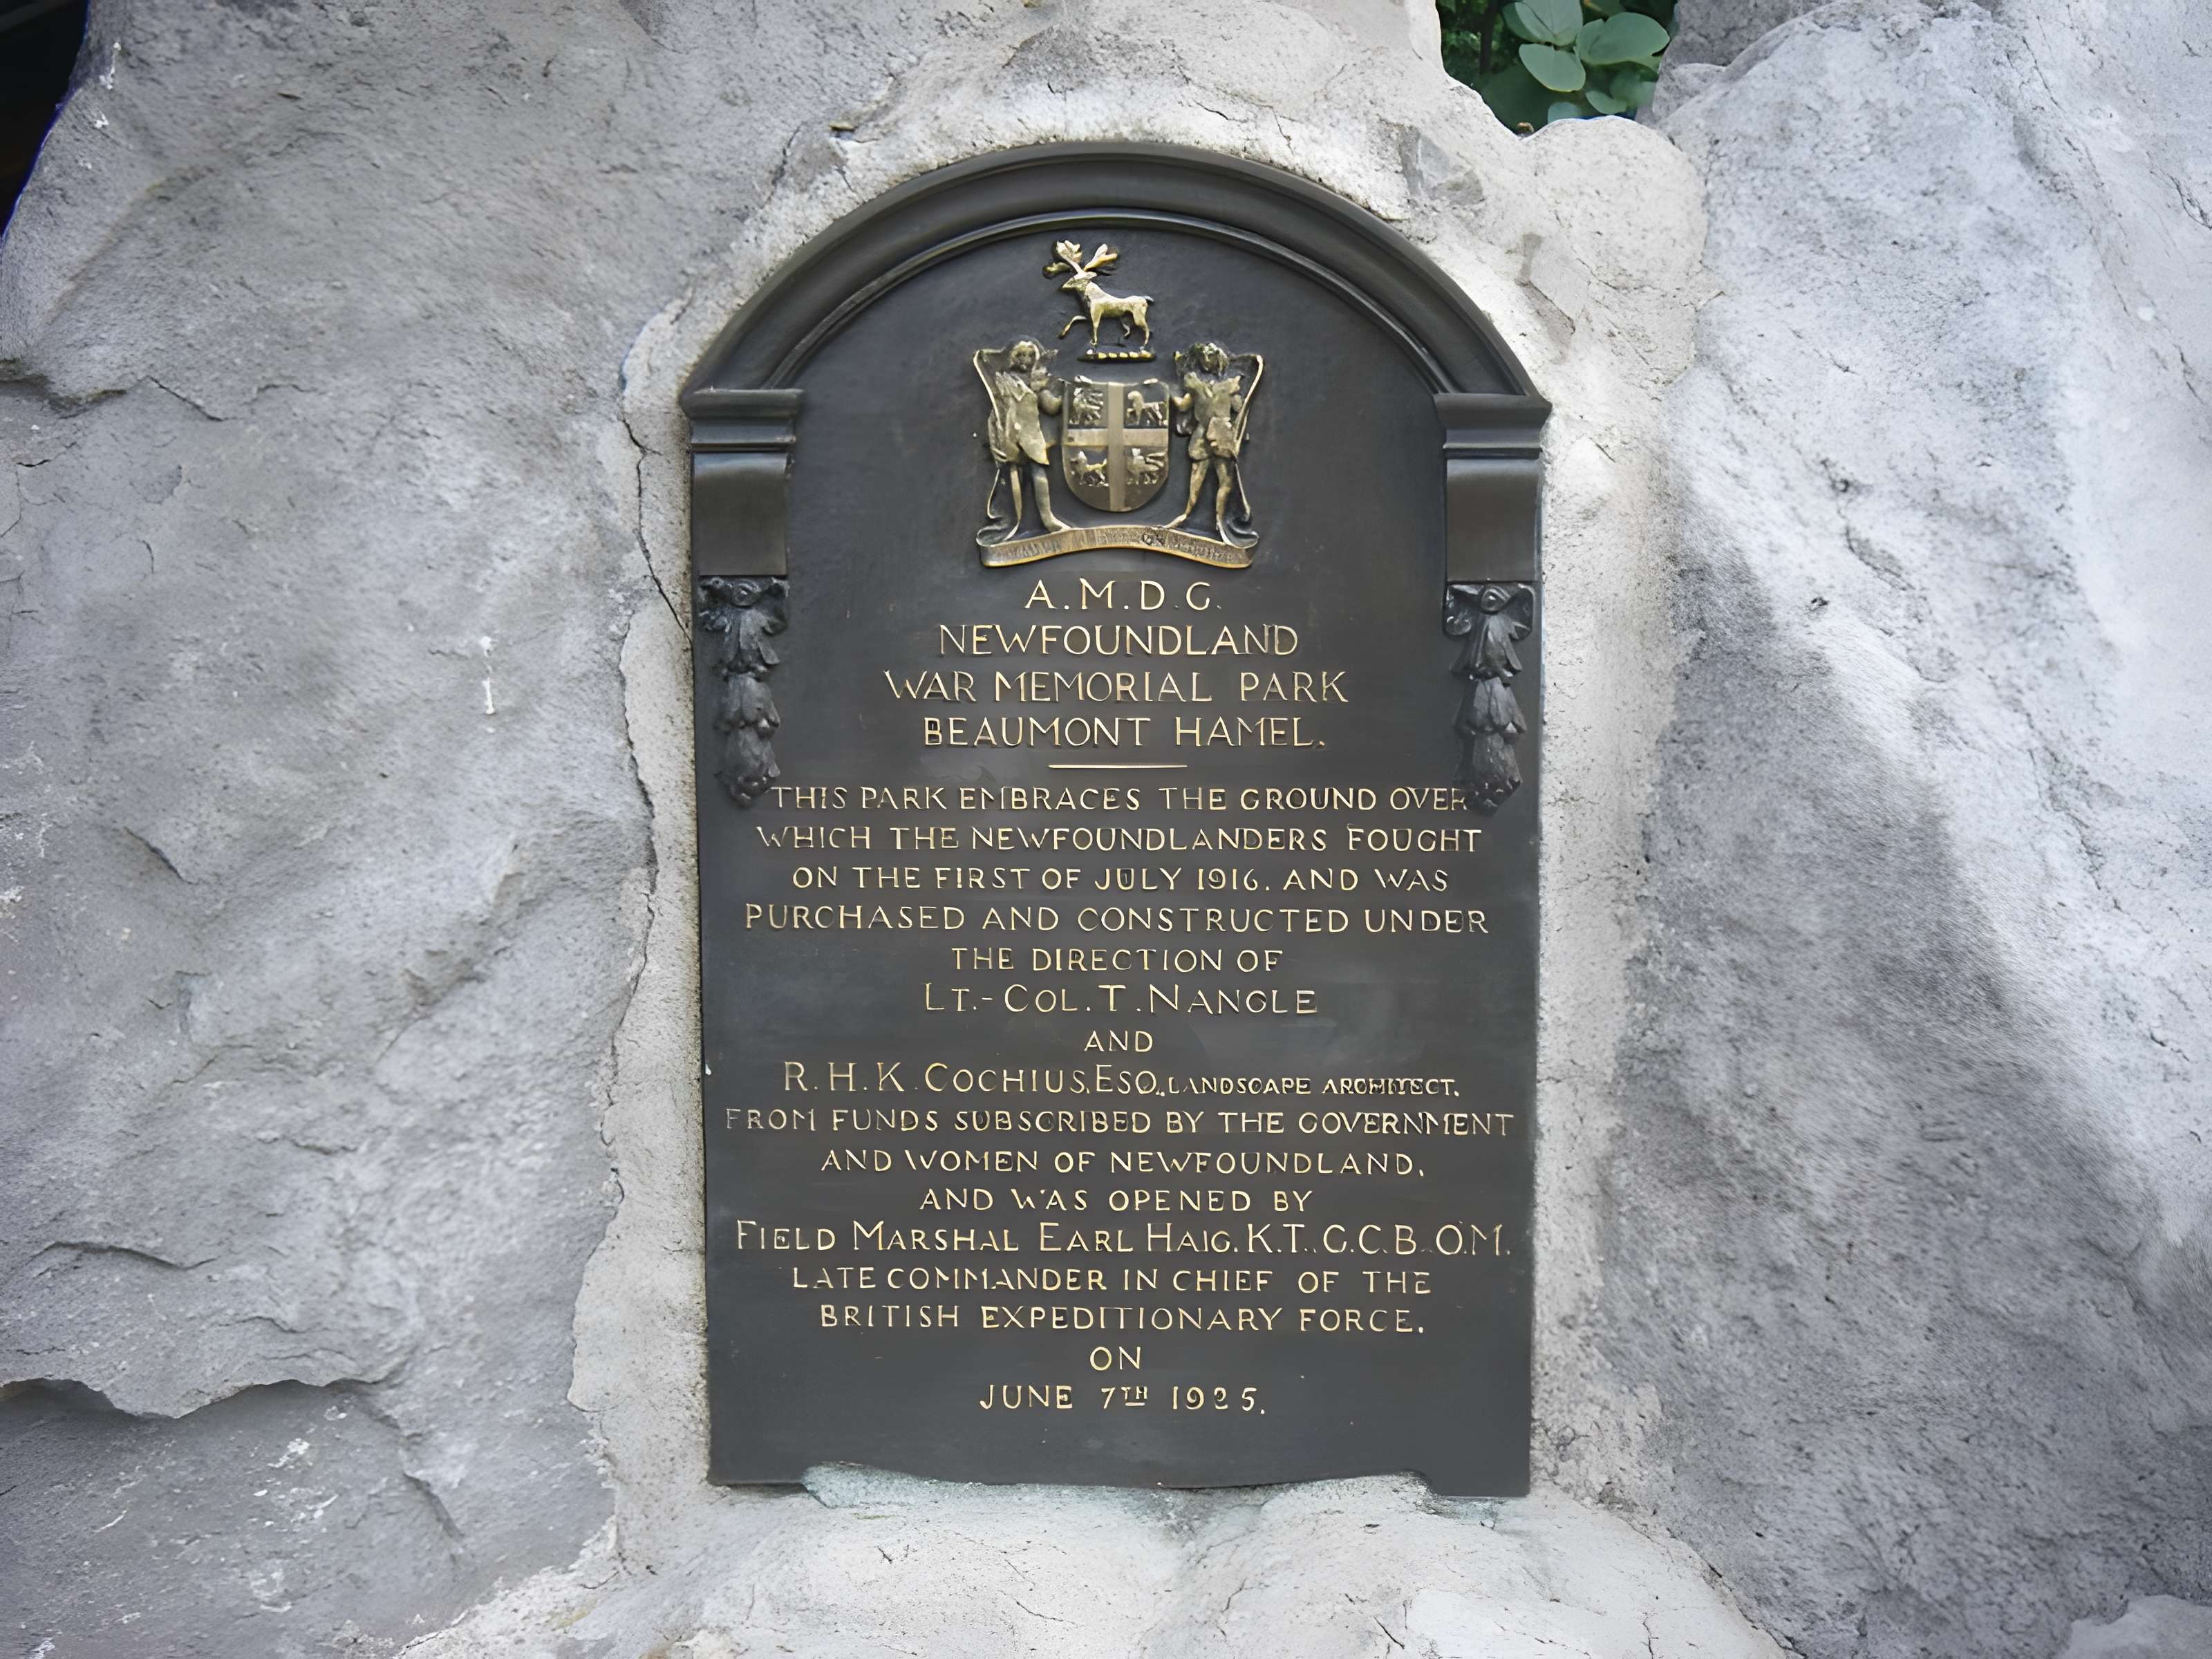 A.M.D.G.
NEWFOUNDLAND
WAR MEMORIAL PARK
BEAUMONT HAMEL.
THIS PARK EMBRACES THE GROUND OVER
WHICH THE NEWFOUNDLANDERS FOUGHT
ON THE FIRST OF JULY 1916. AND WAS
PURCHASED AND CONSTRUCTED UNDER
THE DIRECTION OF
LT.-COL.T.NANGLE
AND
R.H.K.COCHIUS,ESQ.,LANDSCAPE ARCHITECT.
FROM FUNDS SUBSCRIBED BY THE GOVERNMENT
AND WOMEN OF NEWFOUNDLAND,
AND WAS OPENED BY
FIELD MARSHAL EARL HAIG.K.T.,G.C.B.,O.M.
LATE COMMANDER IN CHIEF OF THE
BRITISH EXPEDITIONARY FORCE.
ON
JUNE 7TH 1925.